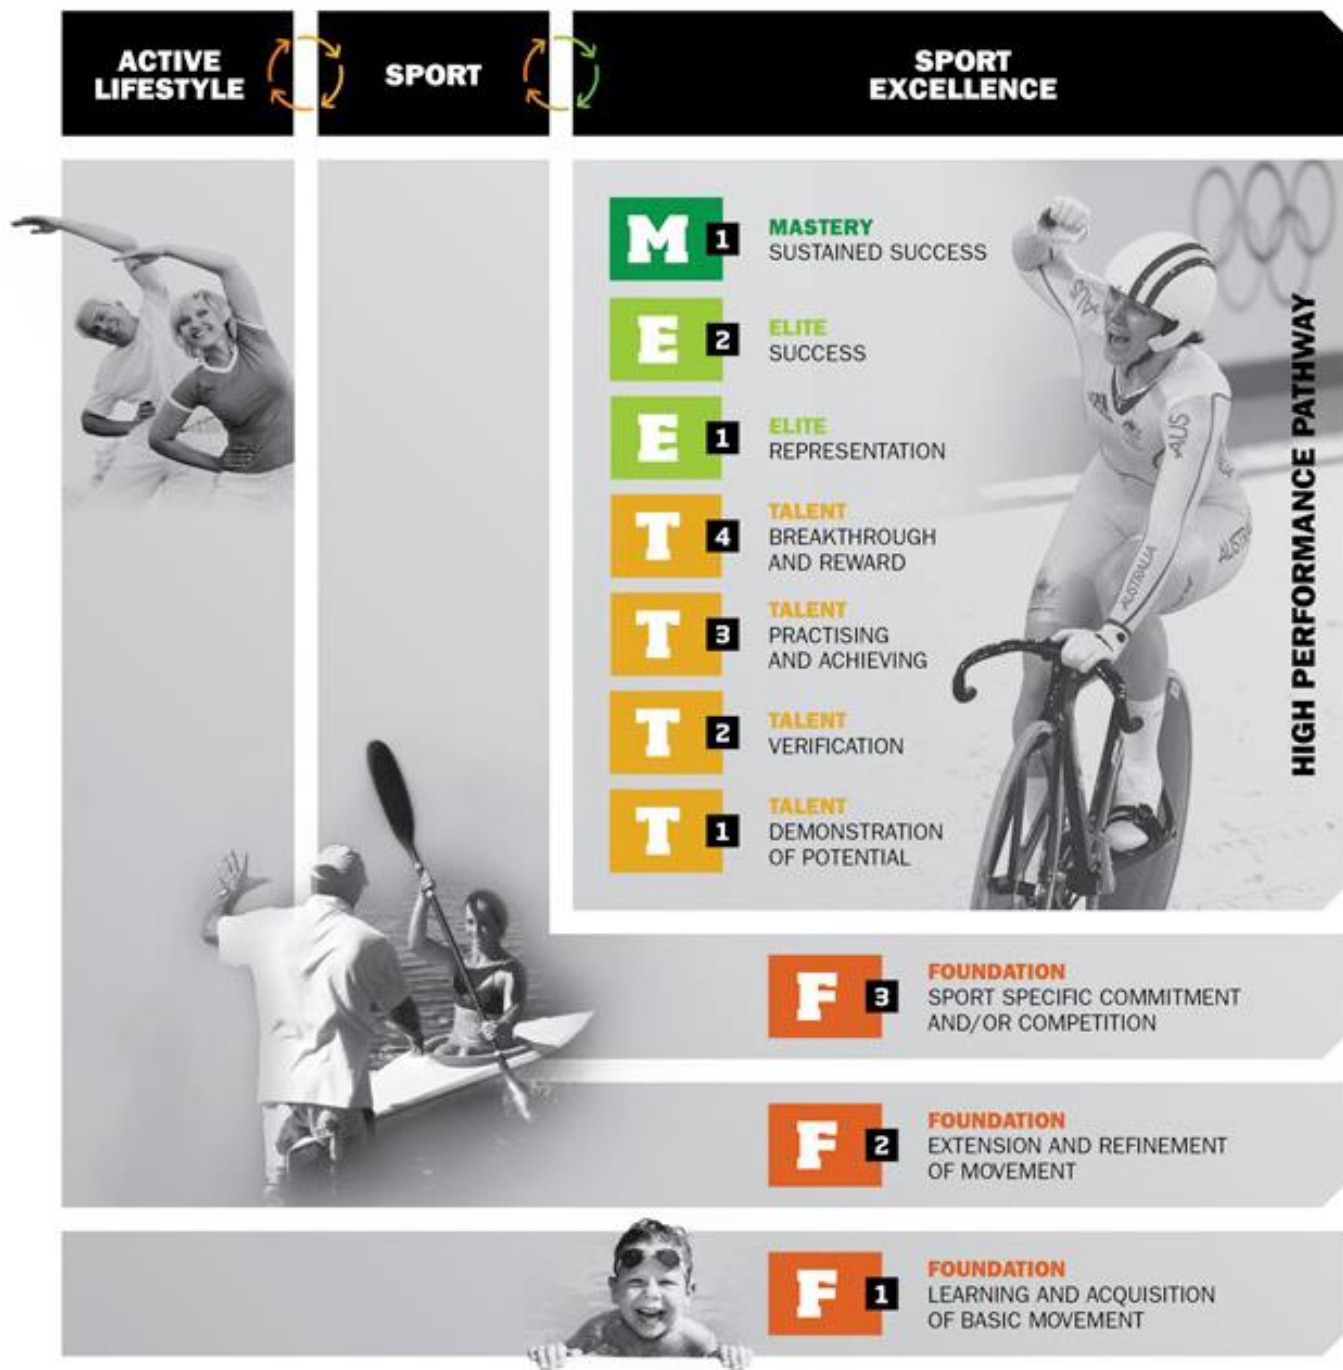 ACTIVE
LIFESTYLE
SPORT
SPORT
EXCELLENCE
M 1
MASTERY
SUSTAINED SUCCESS
E 2
ELITE
SUCCESS
E 1
ELITE
REPRESENTATION
T 4
TALENT
BREAKTHROUGH
AND REWARD
T 3
TALENT
PRACTISING
AND ACHIEVING
T 2
TALENT
VERIFICATION
T 1
TALENT
DEMONSTRATION
OF POTENTIAL
HIGH PERFORMANCE PATHWAY
AUS
AUS
AUSTRALIA
F 3
FOUNDATION
SPORT SPECIFIC COMMITMENT
AND/OR COMPETITION
F 2
FOUNDATION
EXTENSION AND REFINEMENT
OF MOVEMENT
F 1
FOUNDATION
LEARNING AND ACQUISITION
OF BASIC MOVEMENT